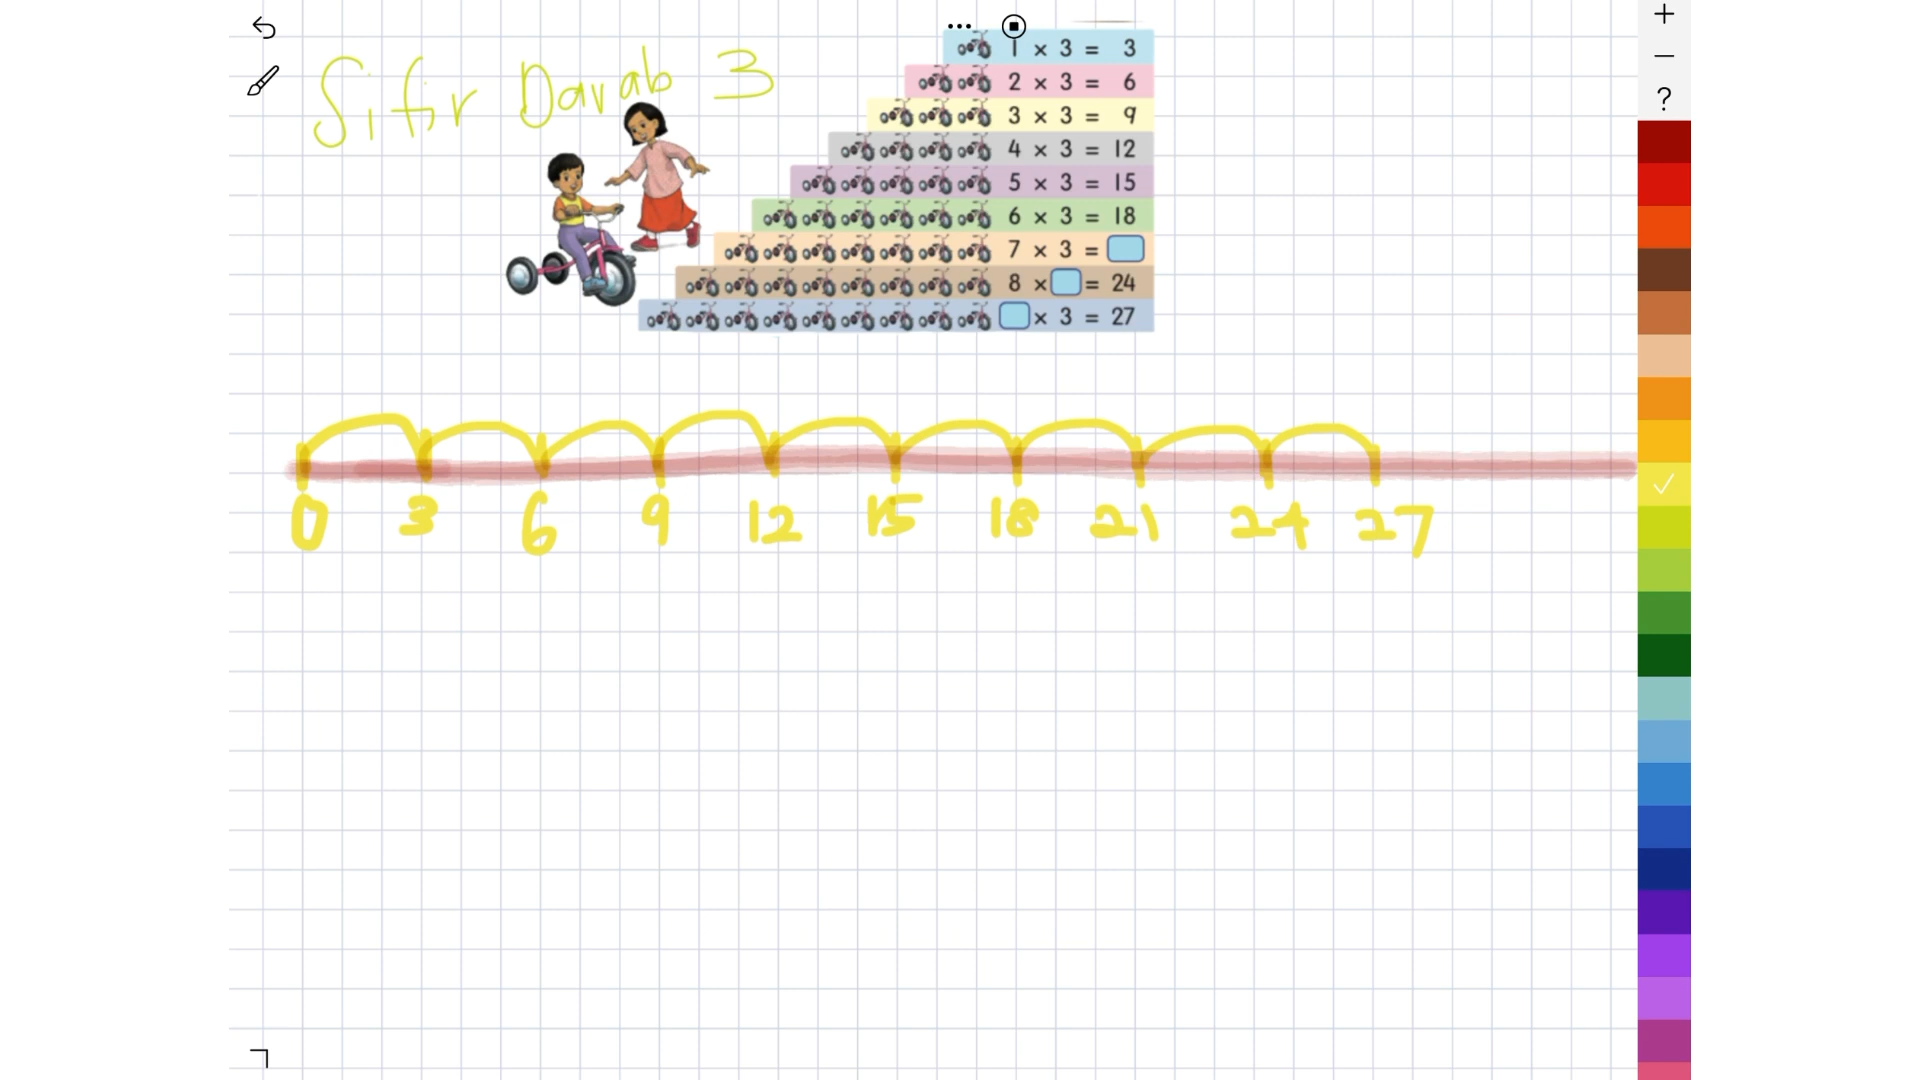 Sifir Darab 3
1 × 3 = 3
2 × 3 = 6
3 × 3 = 9
4 × 3 = 12
5 × 3 = 15
6 × 3 = 18
7 × 3 =
8 × = 24
× 3 = 27
0 3 6 9 12 15 18 21 24 27
+
−
?